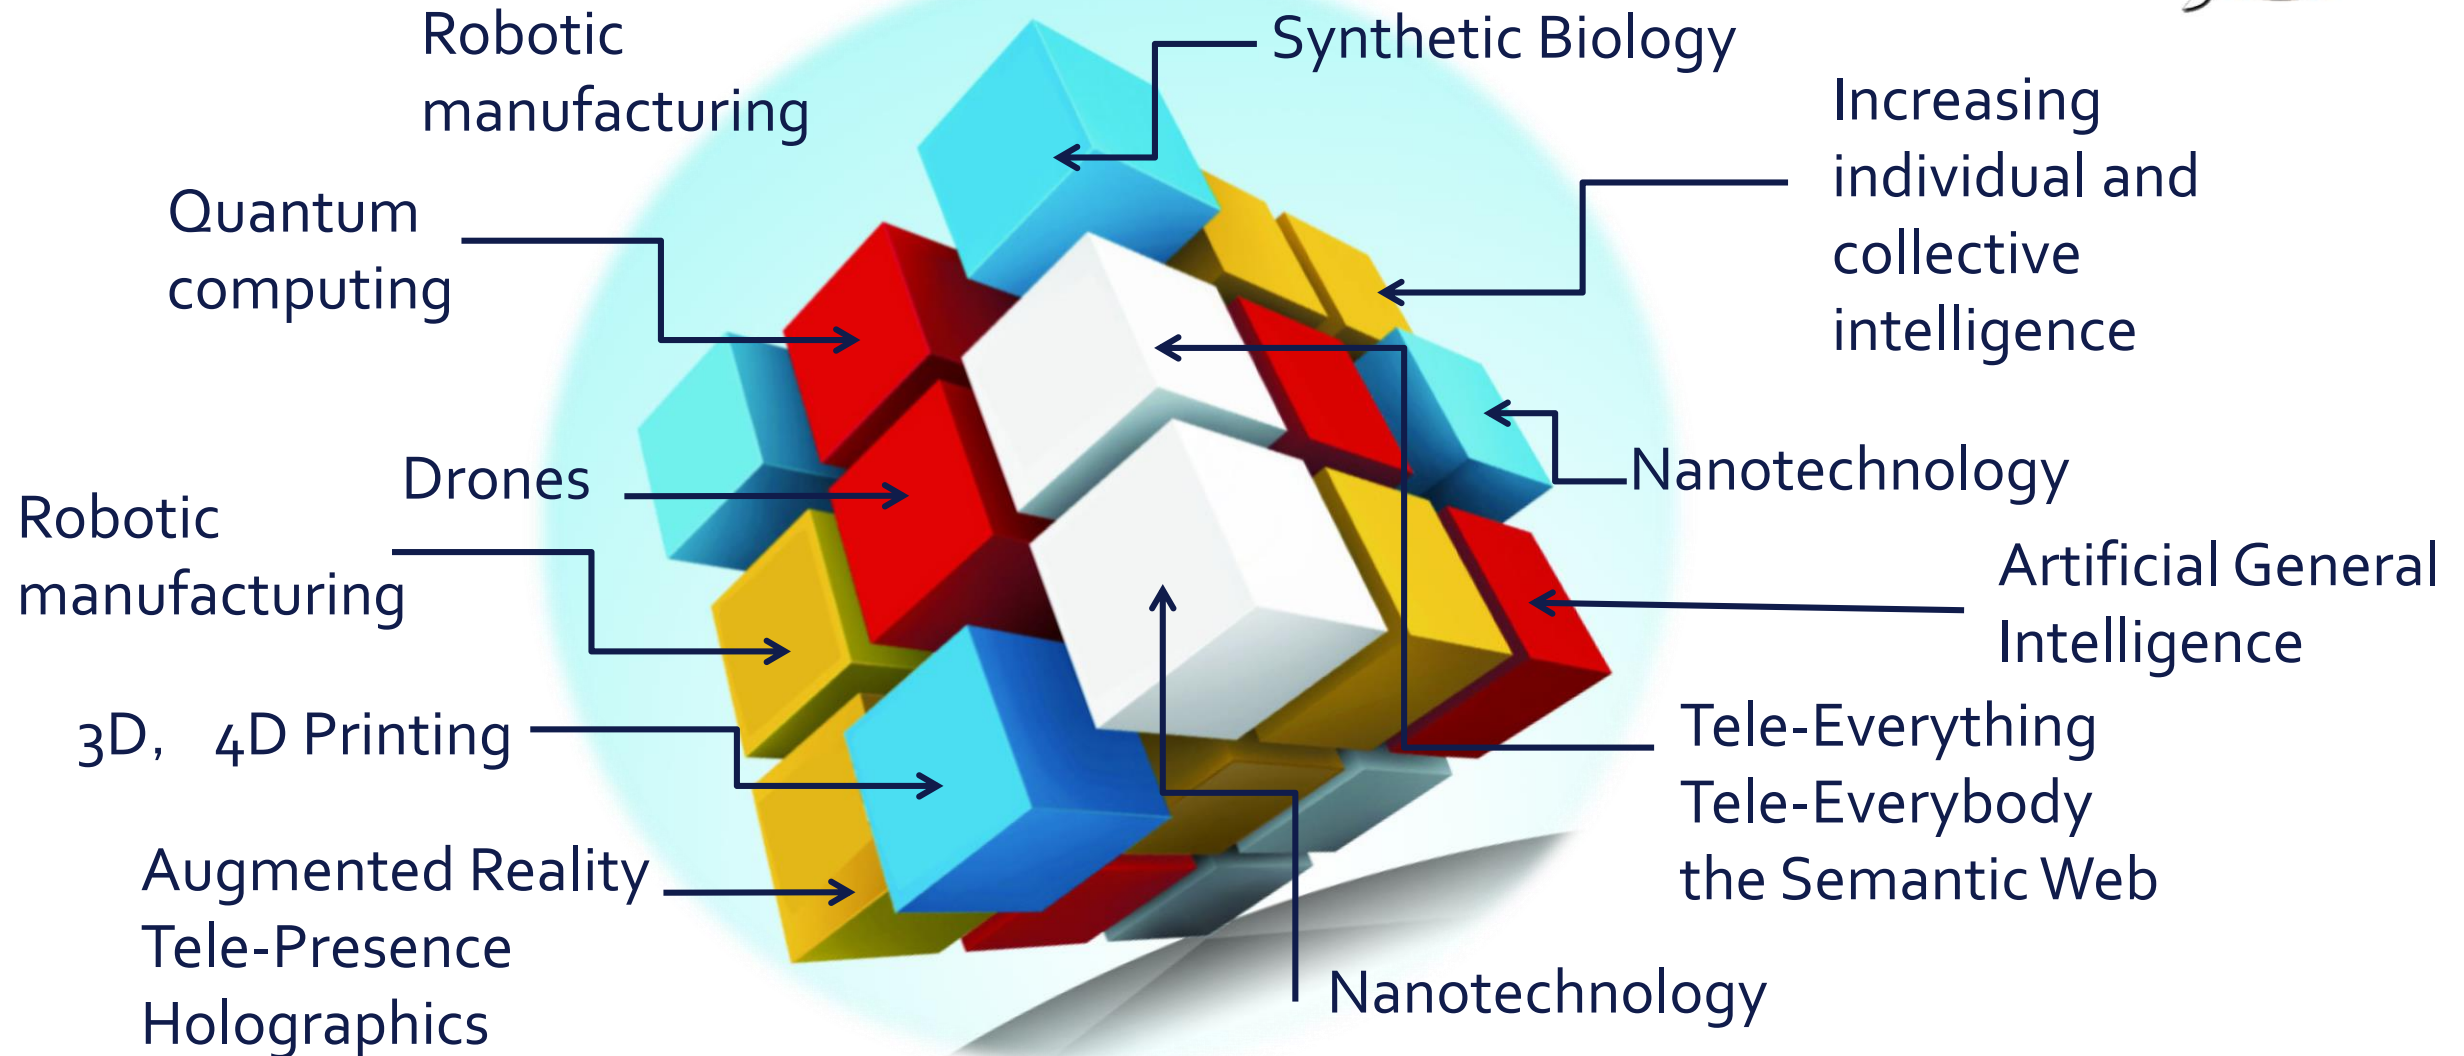 Robotic
manufacturing
Synthetic Biology
Increasing
individual and
collective
intelligence
Quantum
computing
Drones
Nanotechnology
Robotic
manufacturing
Artificial General
Intelligence
3D,   4D Printing
Tele-Everything
Tele-Everybody
the Semantic Web
Augmented Reality
Tele-Presence
Holographics
Nanotechnology